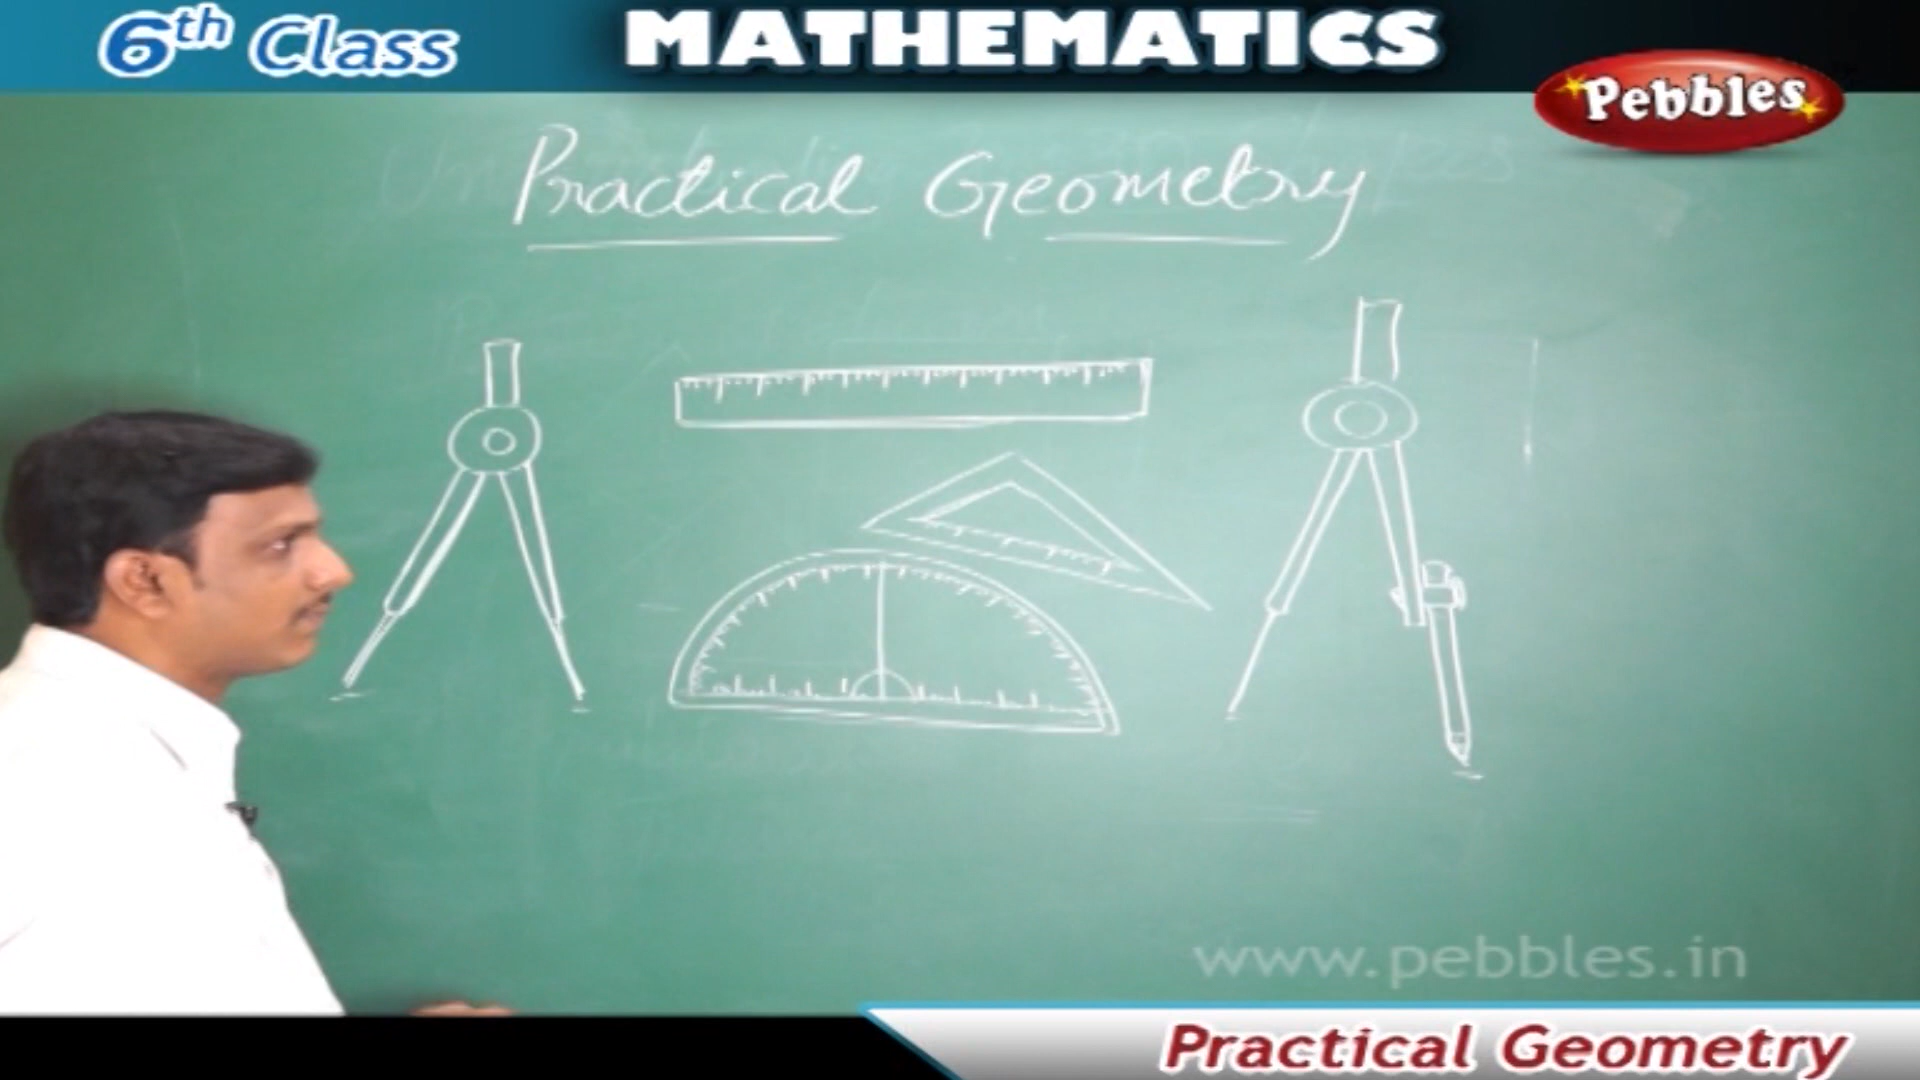 6th Class
MATHEMATICS
Pebbles
Practical Geometry
www.pebbles.in
Practical Geometry